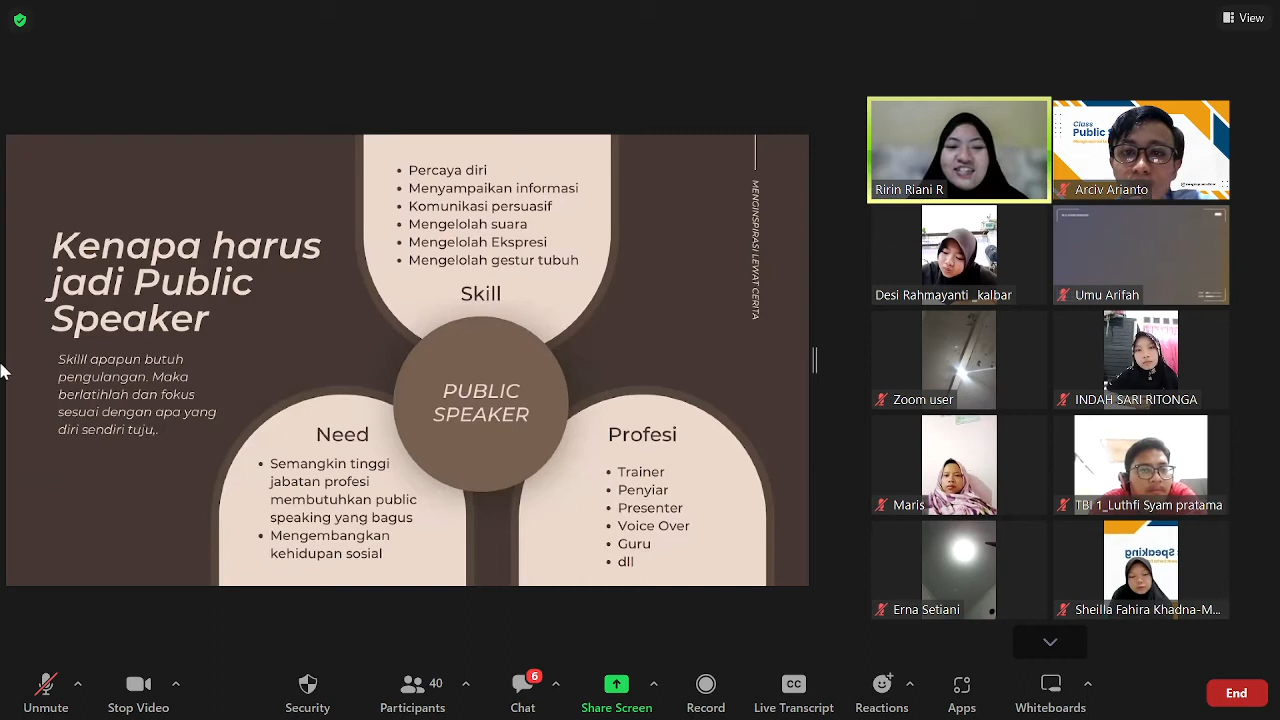 View
Kenapa harus
jadi Public
Speaker
Skilll apapun butuh
pengulangan. Maka
berlatihlah dan fokus
sesuai dengan apa yang
diri sendiri tuju,.
Percaya diri
Menyampaikan informasi
Komunikasi persuasif
Mengelolah suara
Mengelolah Ekspresi
Mengelolah gestur tubuh
Skill
MENGINSPIRASI LEWAT CERITA
PUBLIC
SPEAKER
Need
Semangkin tinggi
jabatan profesi
membutuhkan public
speaking yang bagus
Mengembangkan
kehidupan sosial
Profesi
Trainer
Penyiar
Presenter
Voice Over
Guru
dll
Ririn Riani R
Class
Public S
Arciv Arianto
Desi Rahmayanti_kalbar
Umu Arifah
Zoom user
INDAH SARI RITONGA
Maris
TBI 1_Luthfi Syam pratama
Erna Setiani
Speaking
Sheilla Fahira Khadna-M...
Unmute
Stop Video
Security
Participants
40
Chat
6
Share Screen
Record
CC
Live Transcript
Reactions
Apps
Whiteboards
End